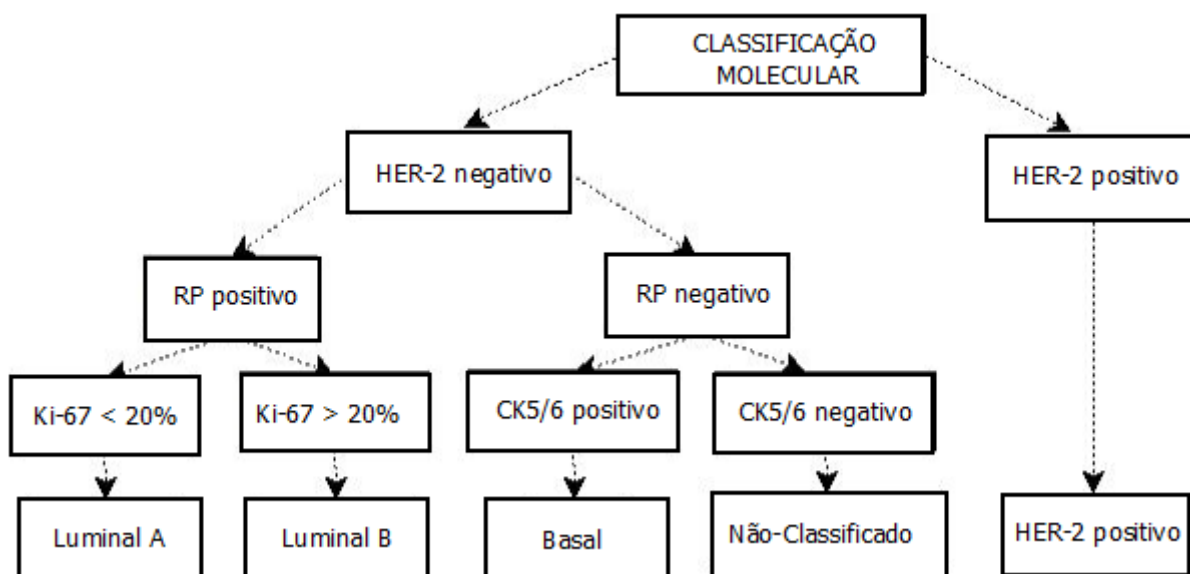 CLASSIFICAÇÃO
MOLECULAR
HER-2 negativo
HER-2 positivo
RP positivo
RP negativo
Ki-67 < 20%
Ki-67 > 20%
CK5/6 positivo
CK5/6 negativo
Luminal A
Luminal B
Basal
Não-Classificado
HER-2 positivo